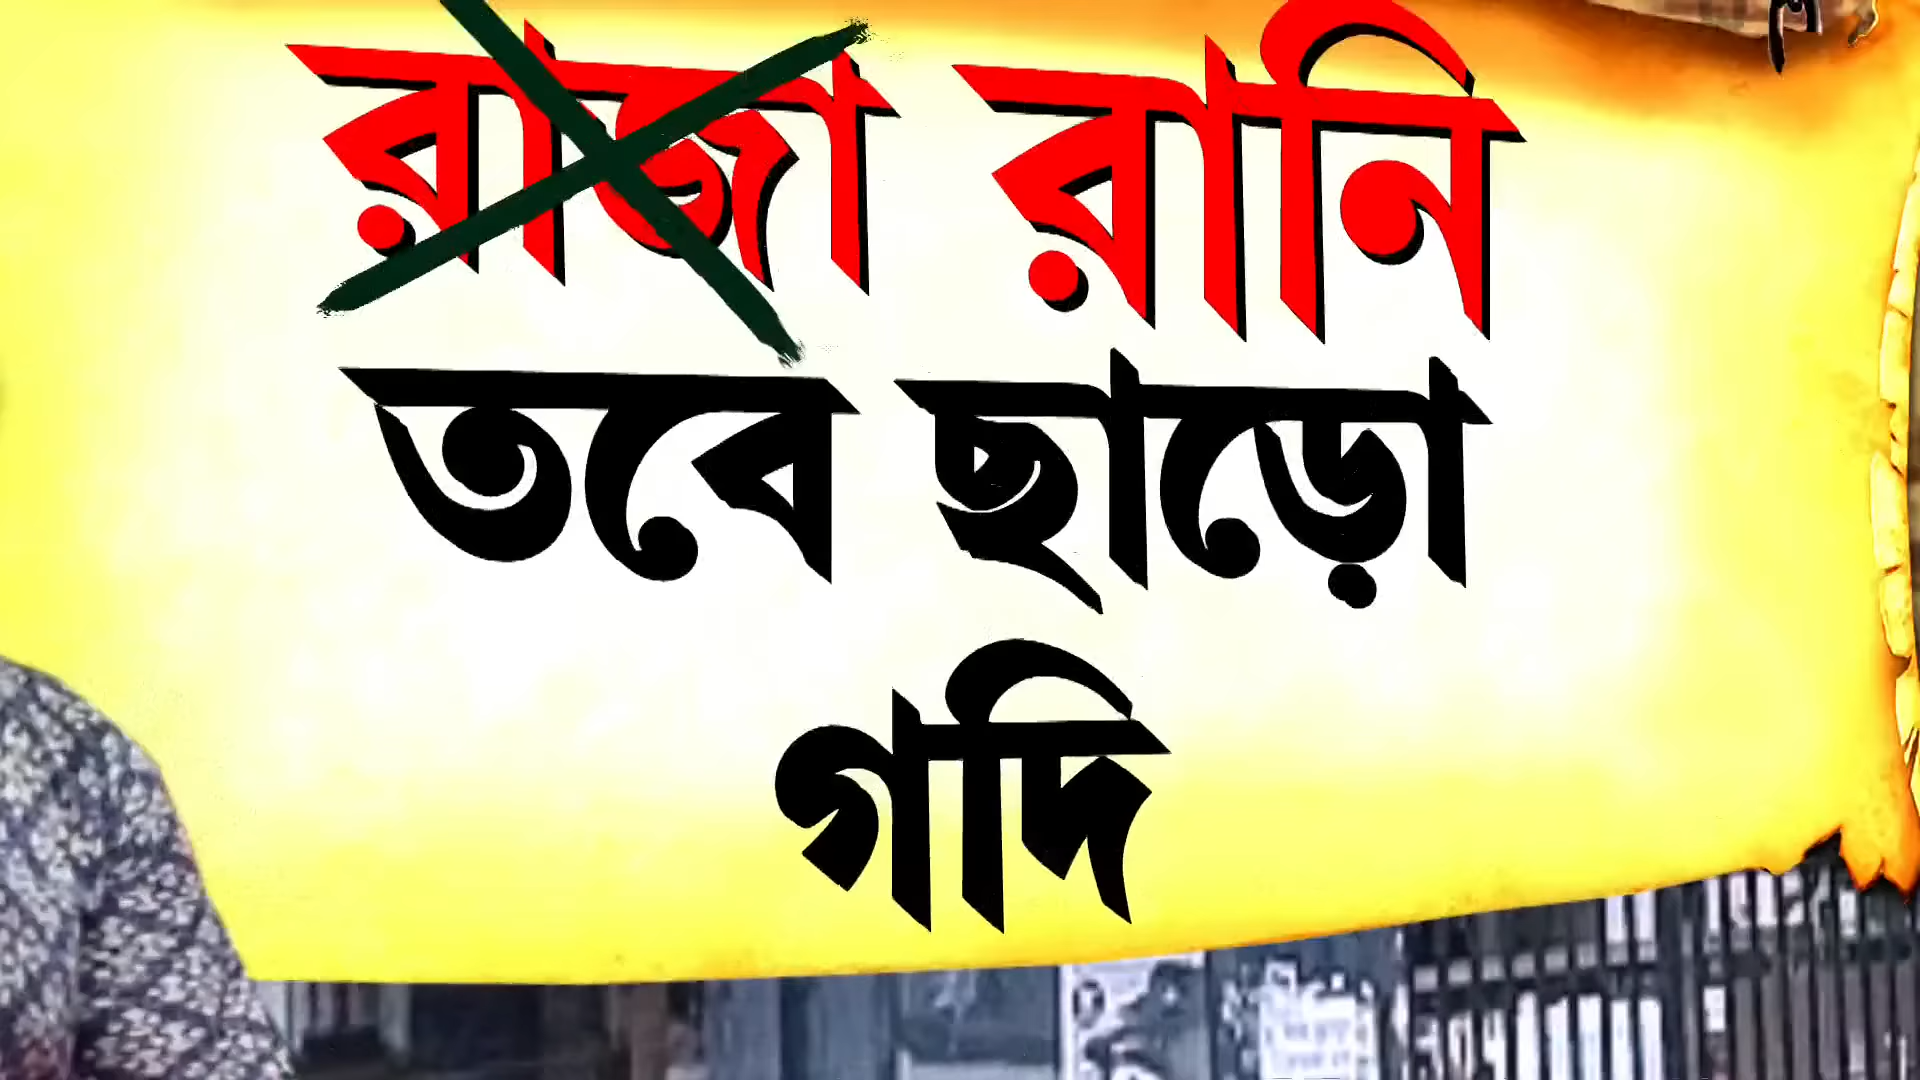 রাজা রানি
তবে ছাড়ো
গদি